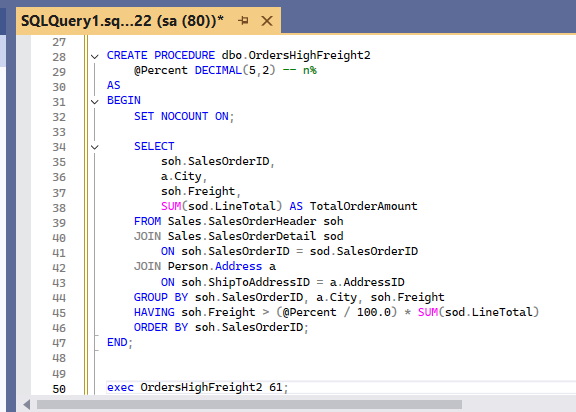 SQLQuery1.sq...22 (sa (80))*
27
28 CREATE PROCEDURE dbo.OrdersHighFreight2
29 @Percent DECIMAL(5,2) -- n%
30 AS
31 BEGIN
32 SET NOCOUNT ON;
33
34 SELECT
35 soh.SalesOrderID,
36 a.City,
37 soh.Freight,
38 SUM(sod.LineTotal) AS TotalOrderAmount
39 FROM Sales.SalesOrderHeader soh
40 JOIN Sales.SalesOrderDetail sod
41 ON soh.SalesOrderID = sod.SalesOrderID
42 JOIN Person.Address a
43 ON soh.ShipToAddressID = a.AddressID
44 GROUP BY soh.SalesOrderID, a.City, soh.Freight
45 HAVING soh.Freight > (@Percent / 100.0) * SUM(sod.LineTotal)
46 ORDER BY soh.SalesOrderID;
47 END;
48
49
50 exec OrdersHighFreight2 61;